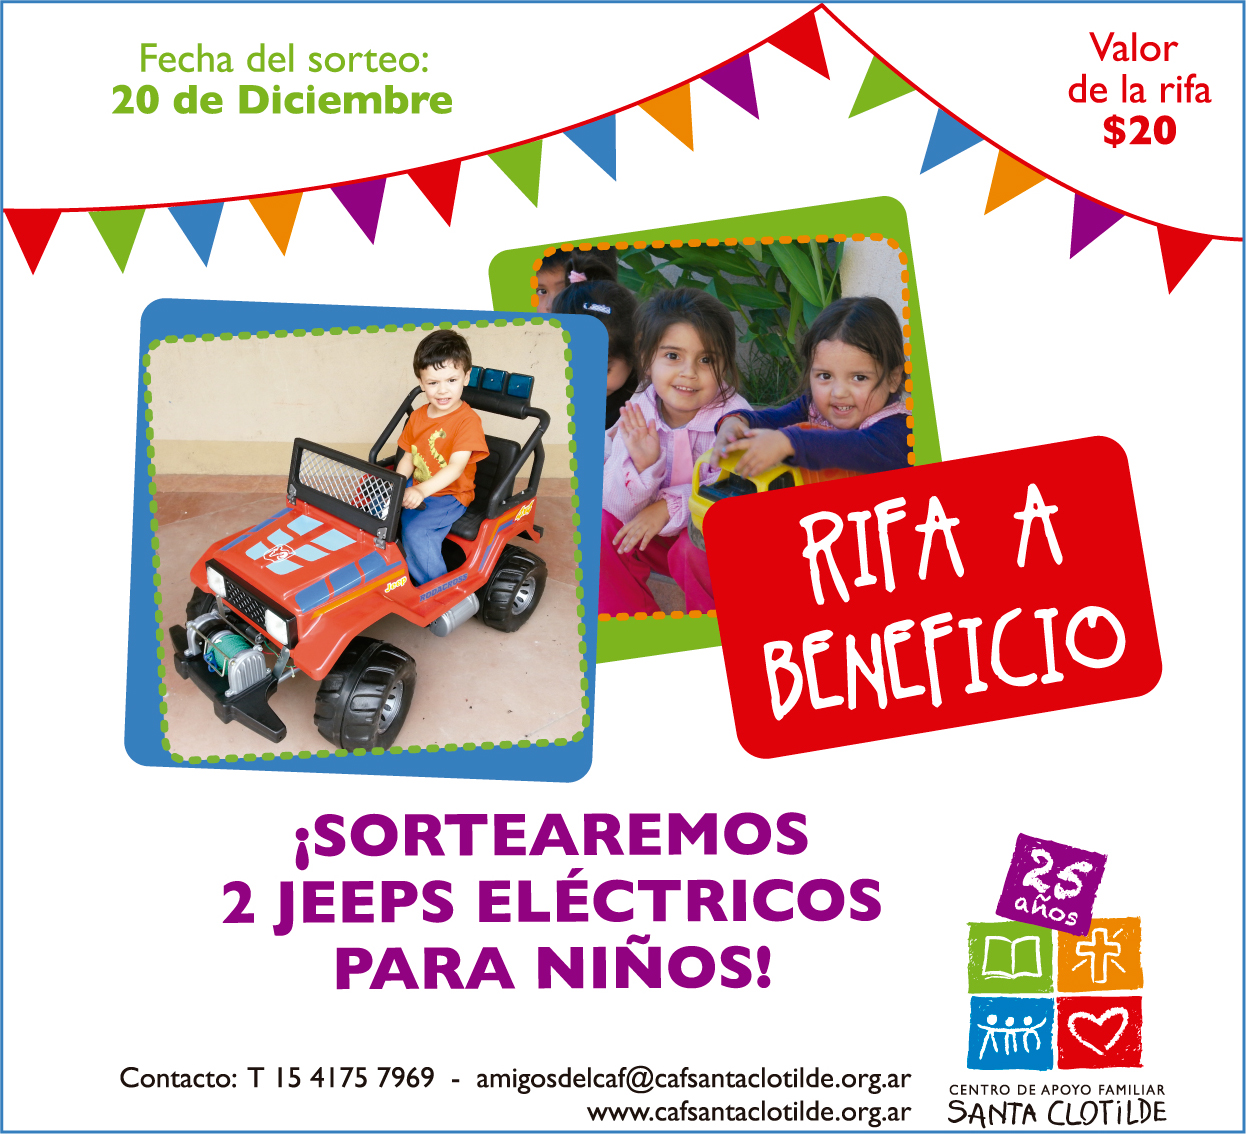 Fecha del sorteo:
20 de Diciembre
Valor
de la rifa
$20
Jeep
RODACROSS
RIFA A
BENEFICIO
¡SORTEAREMOS
2 JEEPS ELÉCTRICOS
PARA NIÑOS!
25
años
Contacto: T 15 4175 7969 - amigosdelcaf@cafsantaclotilde.org.ar
www.cafsantaclotilde.org.ar
CENTRO DE APOYO FAMILIAR
SANTA CLOTILDE